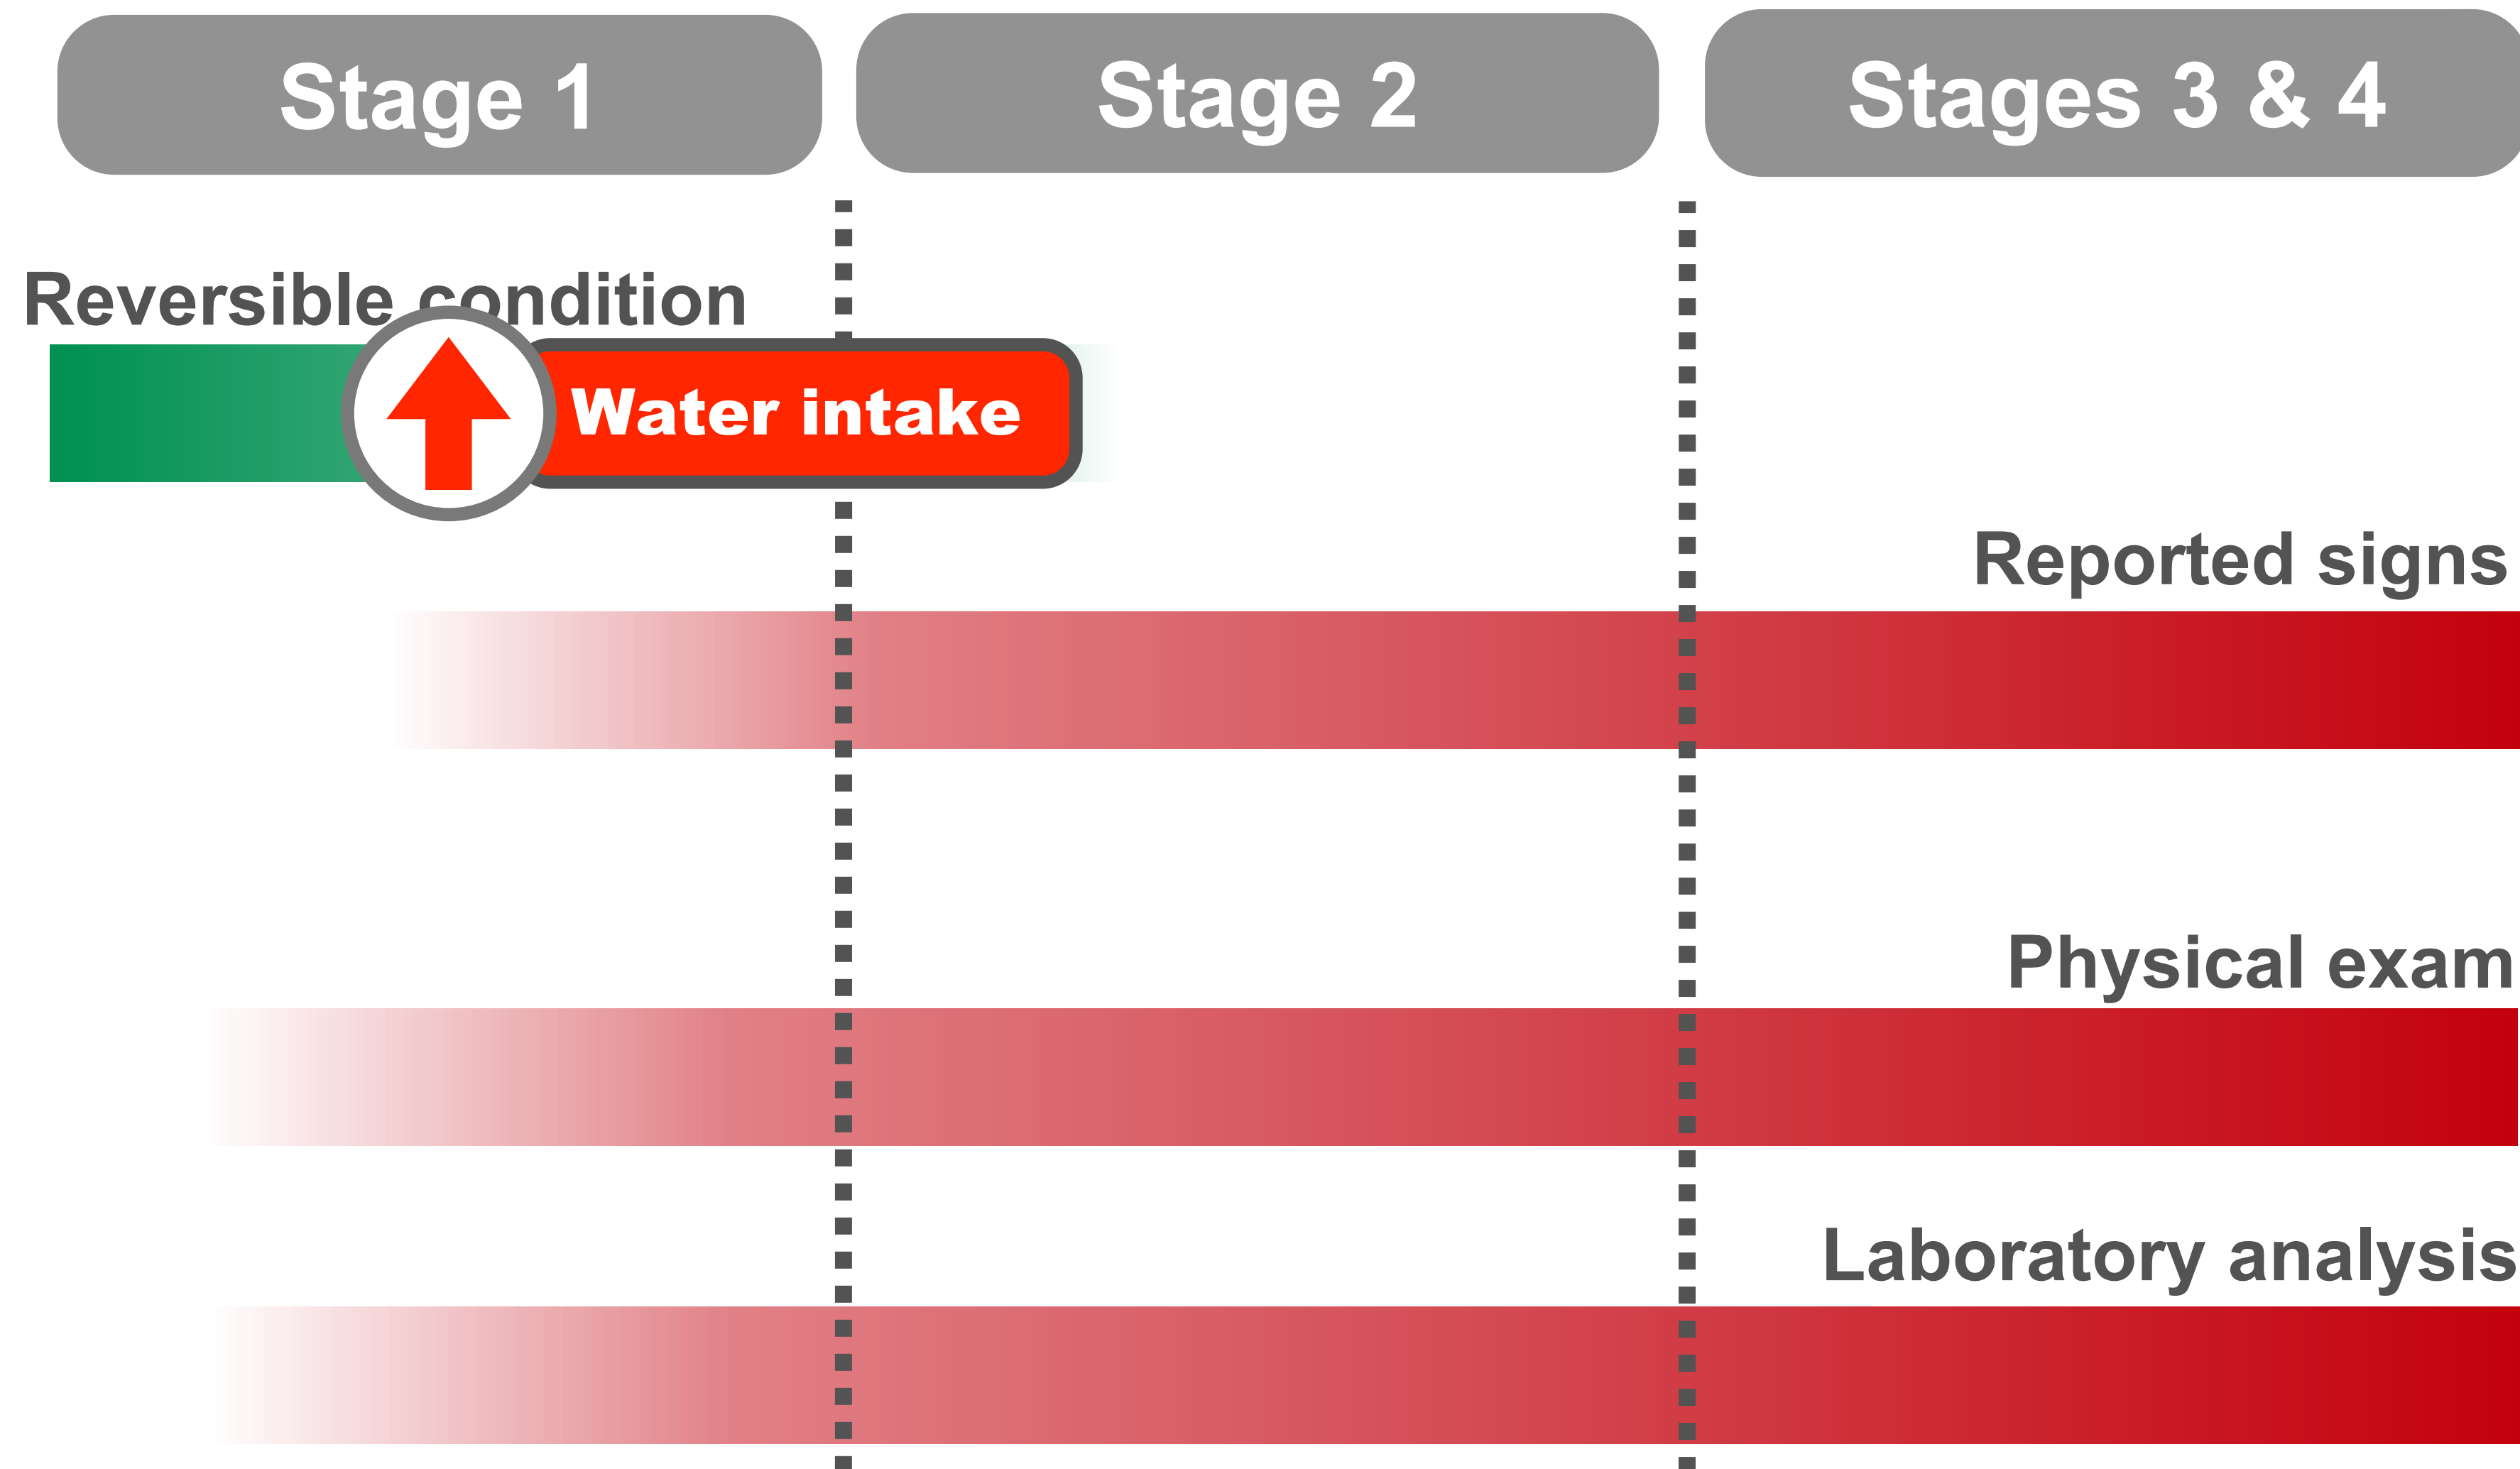 Stage 1
Stage 2
Stages 3 & 4
Reversible condition
Water intake
Reported signs
Physical exam
Laboratory analysis